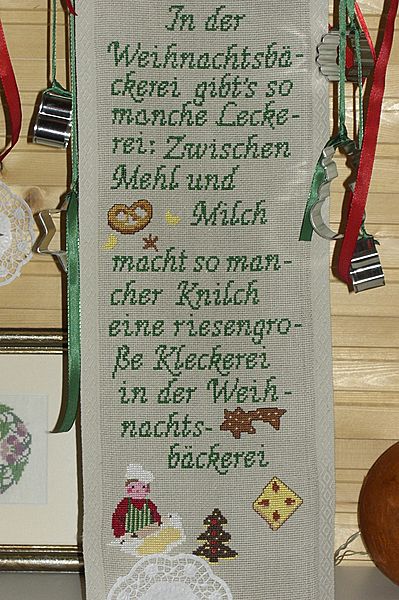 In der
Weihnachtsbä-
ckerei gibt's so
manche Lecke-
rei: Zwischen
Mehl und
Milch
macht so man-
cher Knilch
eine riesengro-
ße Kleckerei
in der Weih-
nachts-
bäckerei